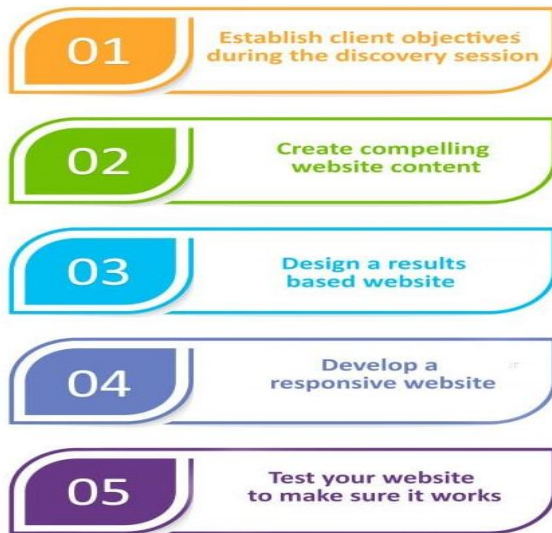 01
Establish client objectives
during the discovery session
02
Create compelling
website content
03
Design a results
based website
04
Develop a
responsive website
05
Test your website
to make sure it works